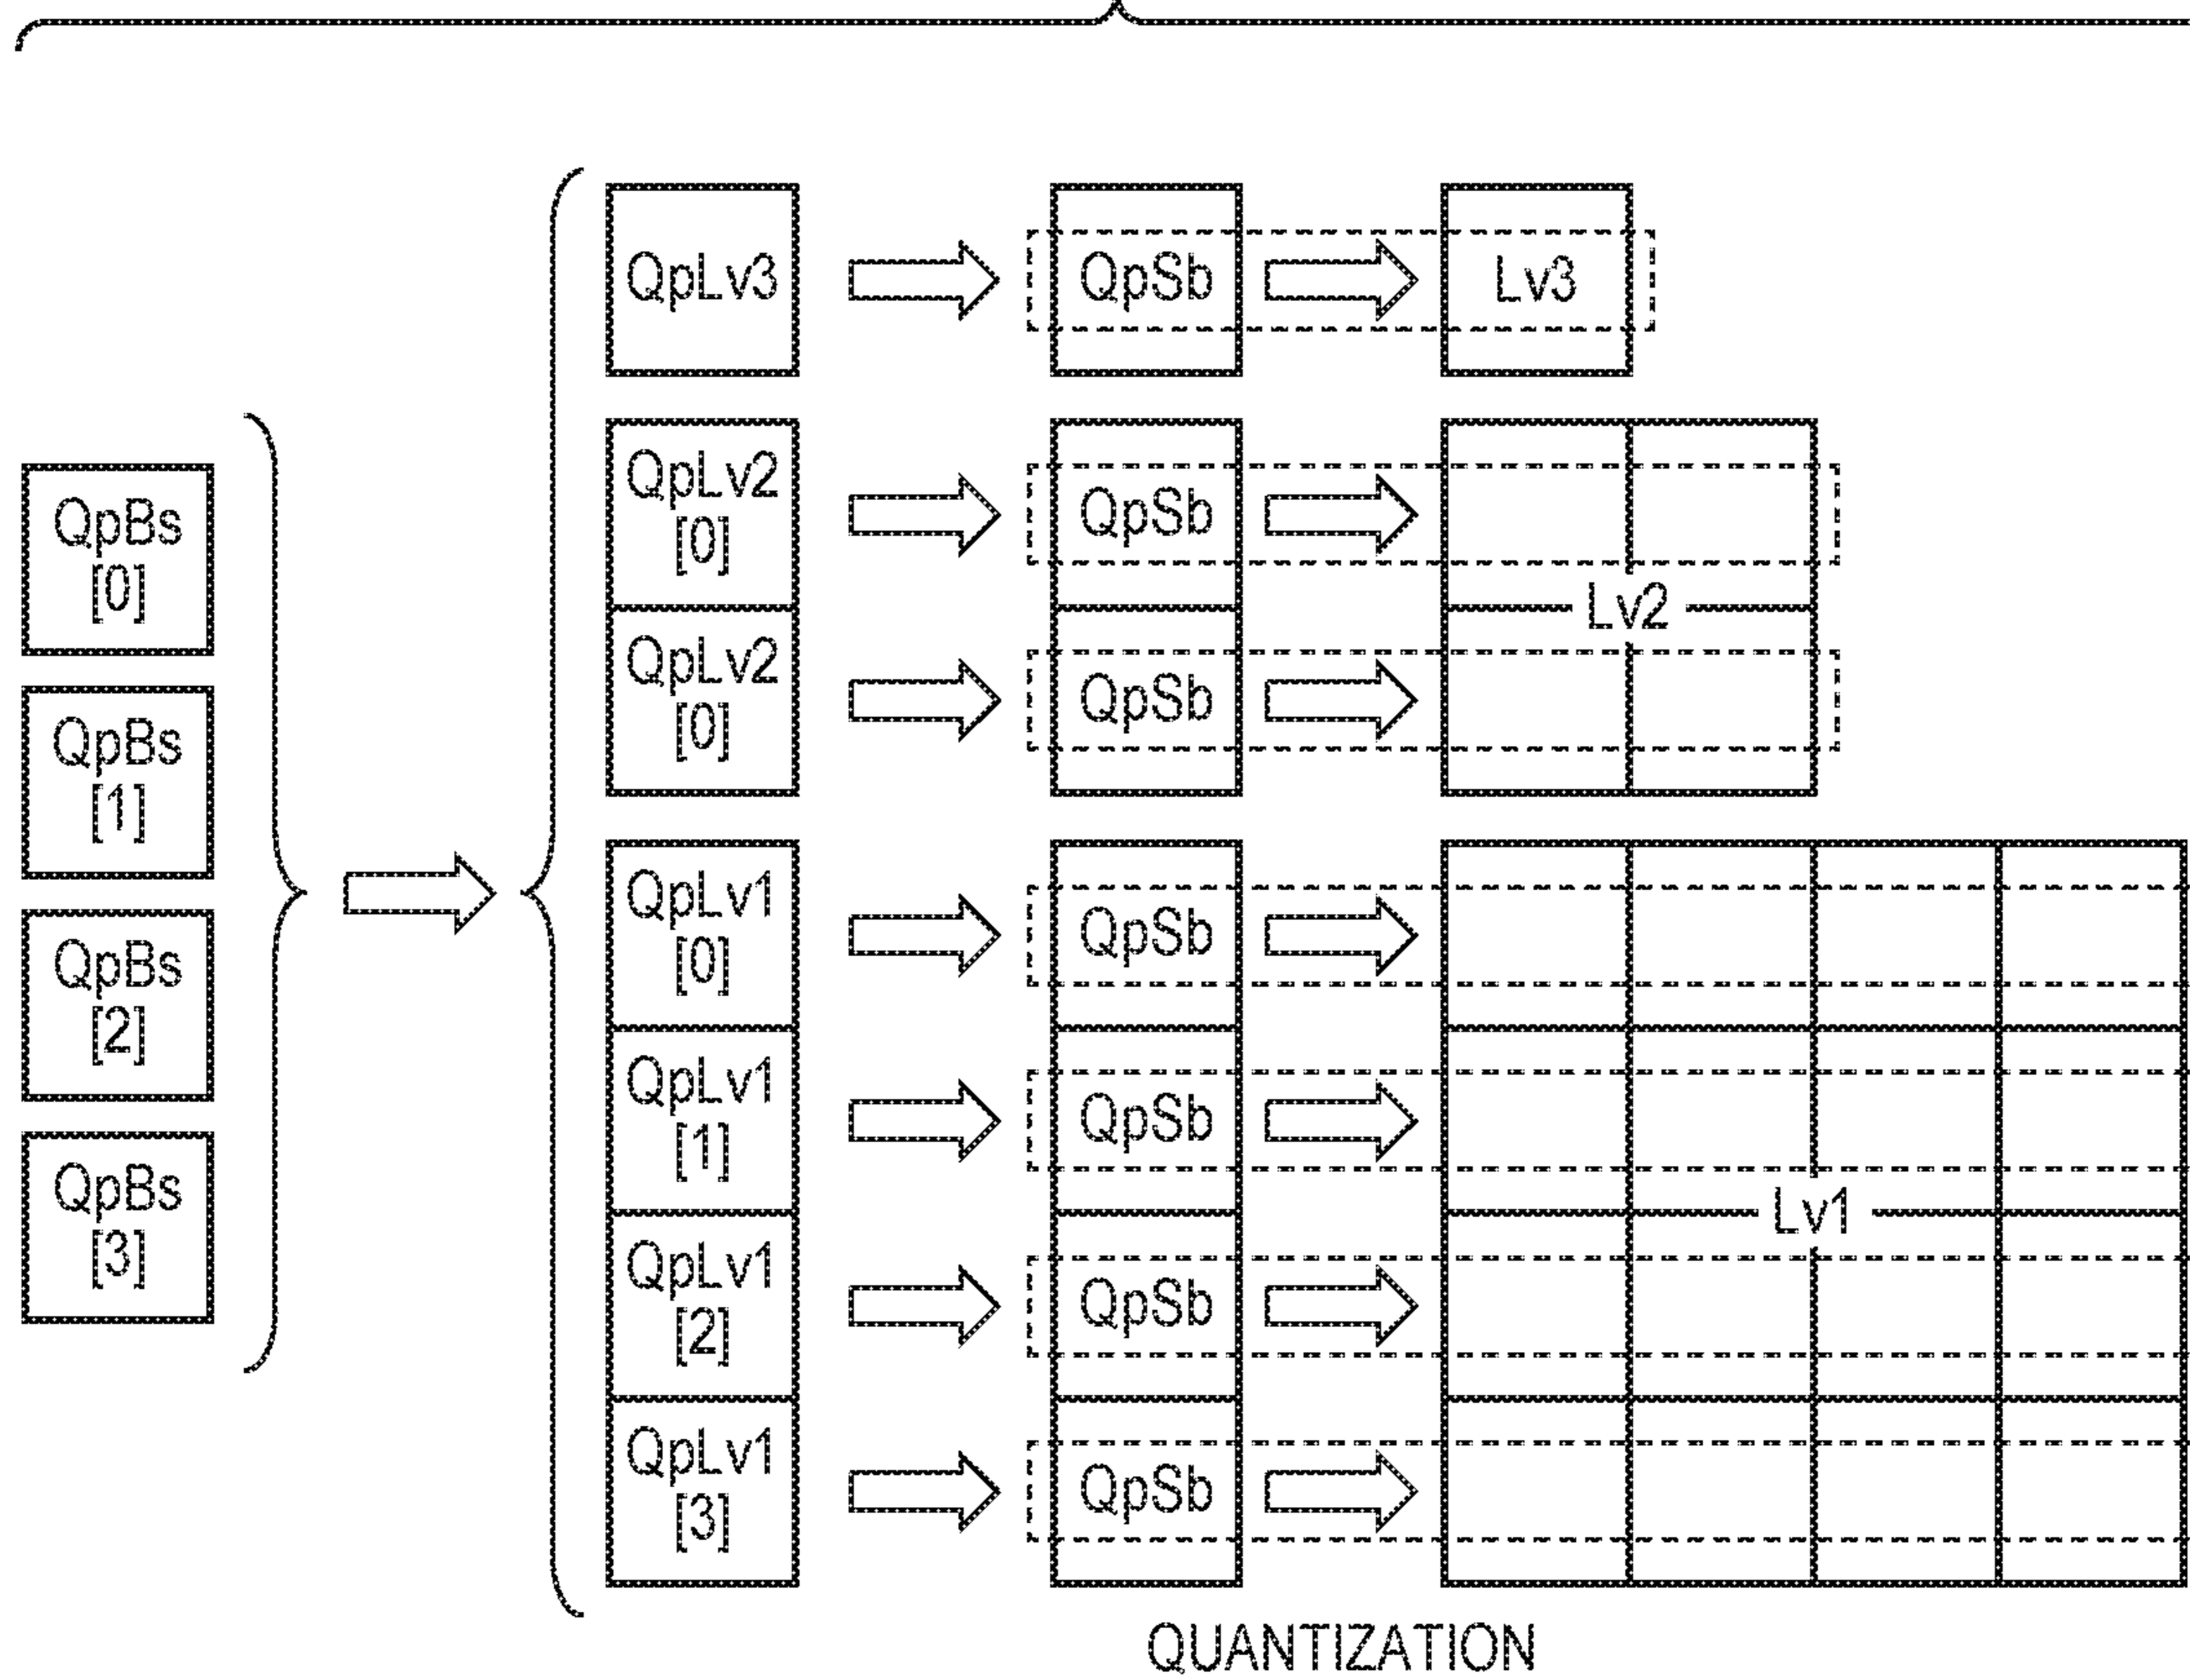 QpBs
[0]
QpBs
[1]
QpBs
[2]
QpBs
[3]
QpLv3
QpSb
Lv3
QpLv2
[0]
QpSb
Lv2
QpLv2
[0]
QpSb
QpLv1
[0]
QpSb
QpLv1
[1]
QpSb
Lv1
QpLv1
[2]
QpSb
QpLv1
[3]
QpSb
QUANTIZATION